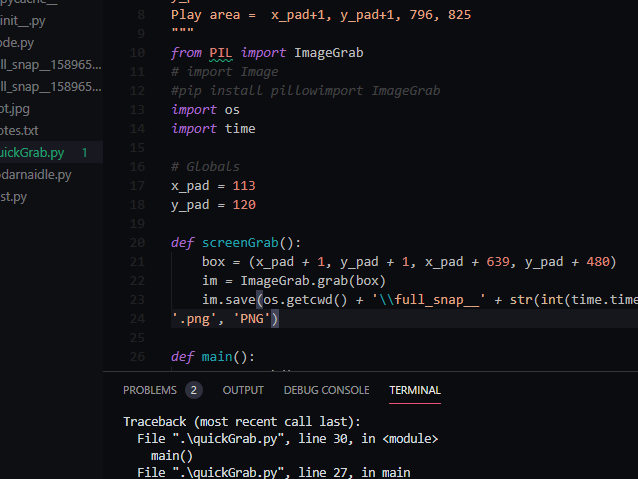 pycache__
init__.py
ode.py
ll_snap__158965...
ll_snap__158965...
ot.jpg
otes.txt
uickGrab.py 1
odarnaidle.py
st.py
8 Play area =  x_pad+1, y_pad+1, 796, 825
9 """
10 from PIL import ImageGrab
11 # import Image
12 #pip install pillowimport ImageGrab
13 import os
14 import time
15
16 # Globals
17 x_pad = 113
18 y_pad = 120
19
20 def screenGrab():
21     box = (x_pad + 1, y_pad + 1, x_pad + 639, y_pad + 480)
22     im = ImageGrab.grab(box)
23     im.save(os.getcwd() + '\\full_snap__' + str(int(time.time
24 '.png', 'PNG')
25
26 def main():
PROBLEMS 2 OUTPUT DEBUG CONSOLE TERMINAL
Traceback (most recent call last):
  File ".\quickGrab.py", line 30, in <module>
    main()
  File ".\quickGrab.py", line 27, in main